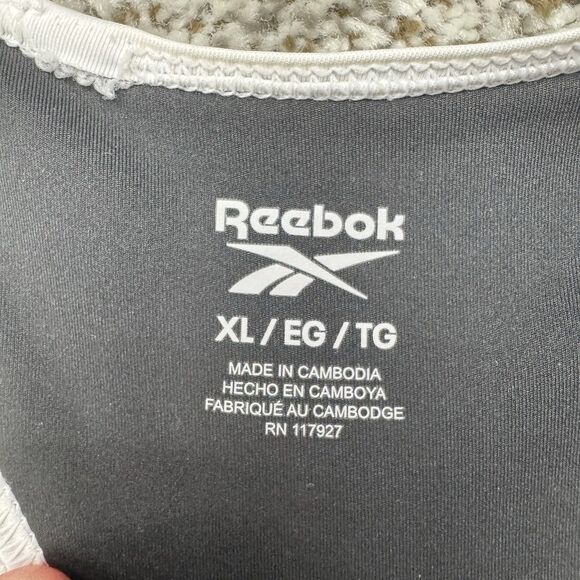 Reebok
XL / EG / TG
MADE IN CAMBODIA
HECHO EN CAMBOYA
FABRIQUÉ AU CAMBODGE
RN 117927